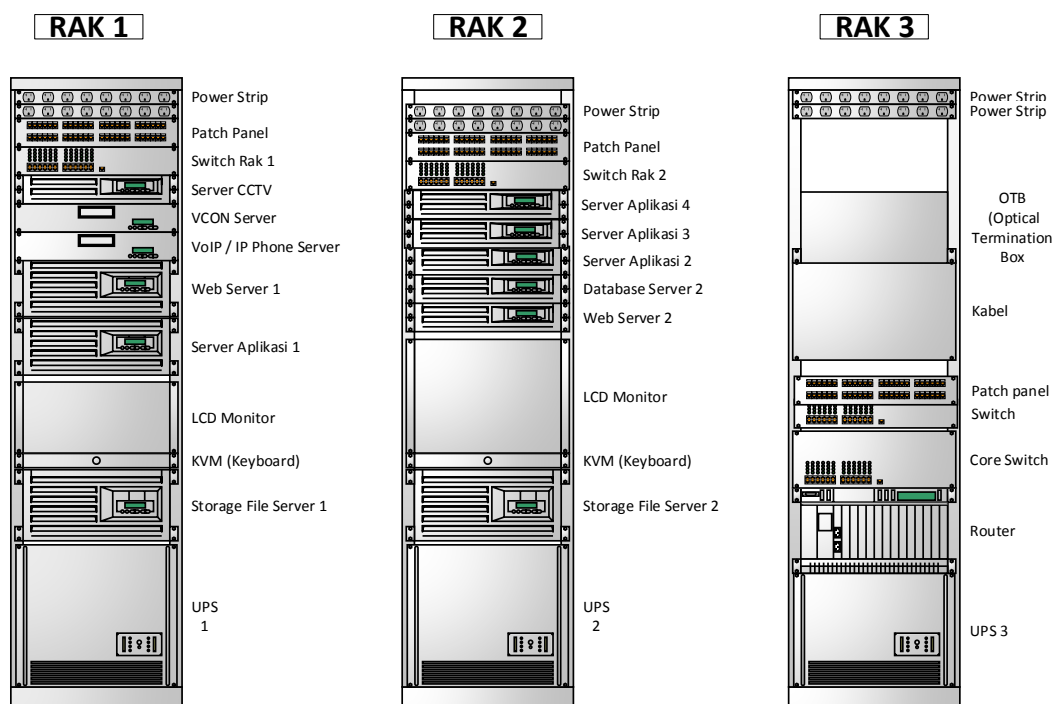 RAK 1
Power Strip
Patch Panel
Switch Rak 1
Server CCTV
VCON Server
VoIP / IP Phone Server
Web Server 1
Server Aplikasi 1
LCD Monitor
KVM (Keyboard)
Storage File Server 1
UPS
1
RAK 2
Power Strip
Patch Panel
Switch Rak 2
Server Aplikasi 4
Server Aplikasi 3
Server Aplikasi 2
Database Server 2
Web Server 2
LCD Monitor
KVM (Keyboard)
Storage File Server 2
UPS
2
RAK 3
Power Strip
Power Strip
OTB
(Optical
Termination
Box
Kabel
Patch panel
Switch
Core Switch
Router
UPS 3